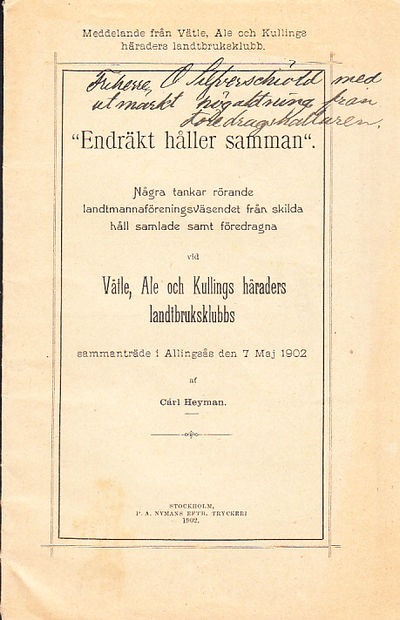 Meddelande från Vätle, Ale och Kullings
häraders landtbruksklubb.
Friherre O Silfverschiöld med
utmärkt högaktning från
Föredragshållaren.
“Endräkt håller samman“.
Några tankar rörande
landtmannaföreningsväsendet från skilda
håll samlade samt föredragna
vid
Vätle, Ale och Kullings häraders
landtbruksklubbs
sammanträde i Allingsås den 7 Maj 1902
af
Carl Heyman.
STOCKHOLM,
P. A. NYMANS EFTR. TRYCKERI
1902.